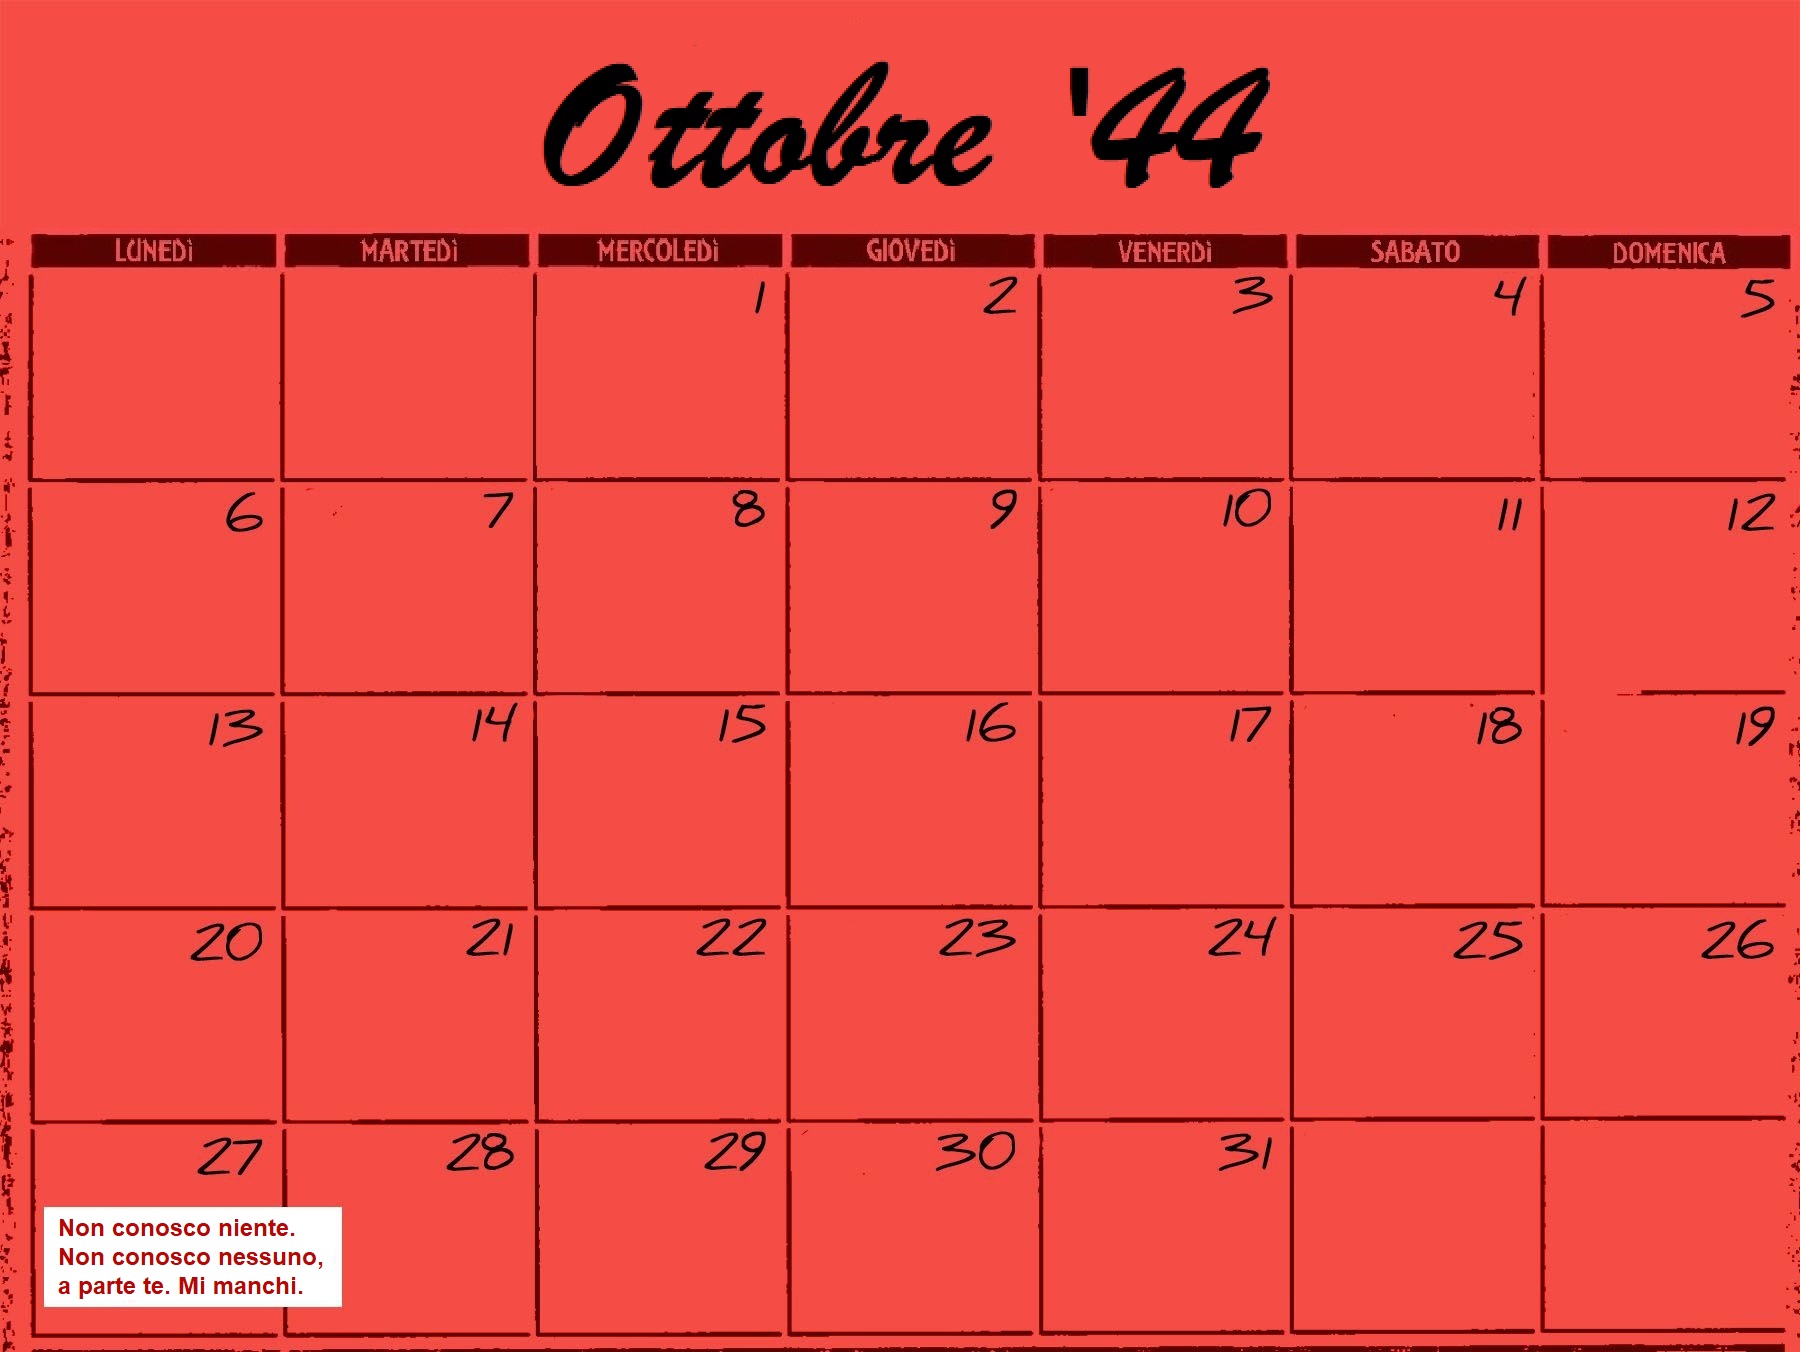 Ottobre '44
LUNEDì MARTEDì MERCOLEDì GIOVEDì VENERDì SABATO DOMENICA
1 2 3 4 5
6 7 8 9 10 11 12
13 14 15 16 17 18 19
20 21 22 23 24 25 26
27 28 29 30 31
Non conosco niente.
Non conosco nessuno,
a parte te. Mi manchi.